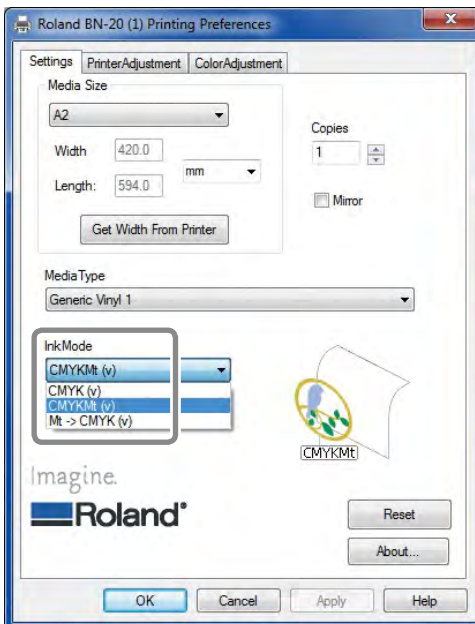 Roland BN-20 (1) Printing Preferences
Settings PrinterAdjustment ColorAdjustment
Media Size
A2
Width 420.0
mm
Length: 594.0
Get Width From Printer
Copies
1
Mirror
MediaType
Generic Vinyl 1
InkMode
CMYKMt (v)
CMYK (v)
CMYKMt (v)
Mt -> CMYK (v)
CMYKMt
Imagine.
Roland®
Reset
About...
OK Cancel Apply Help